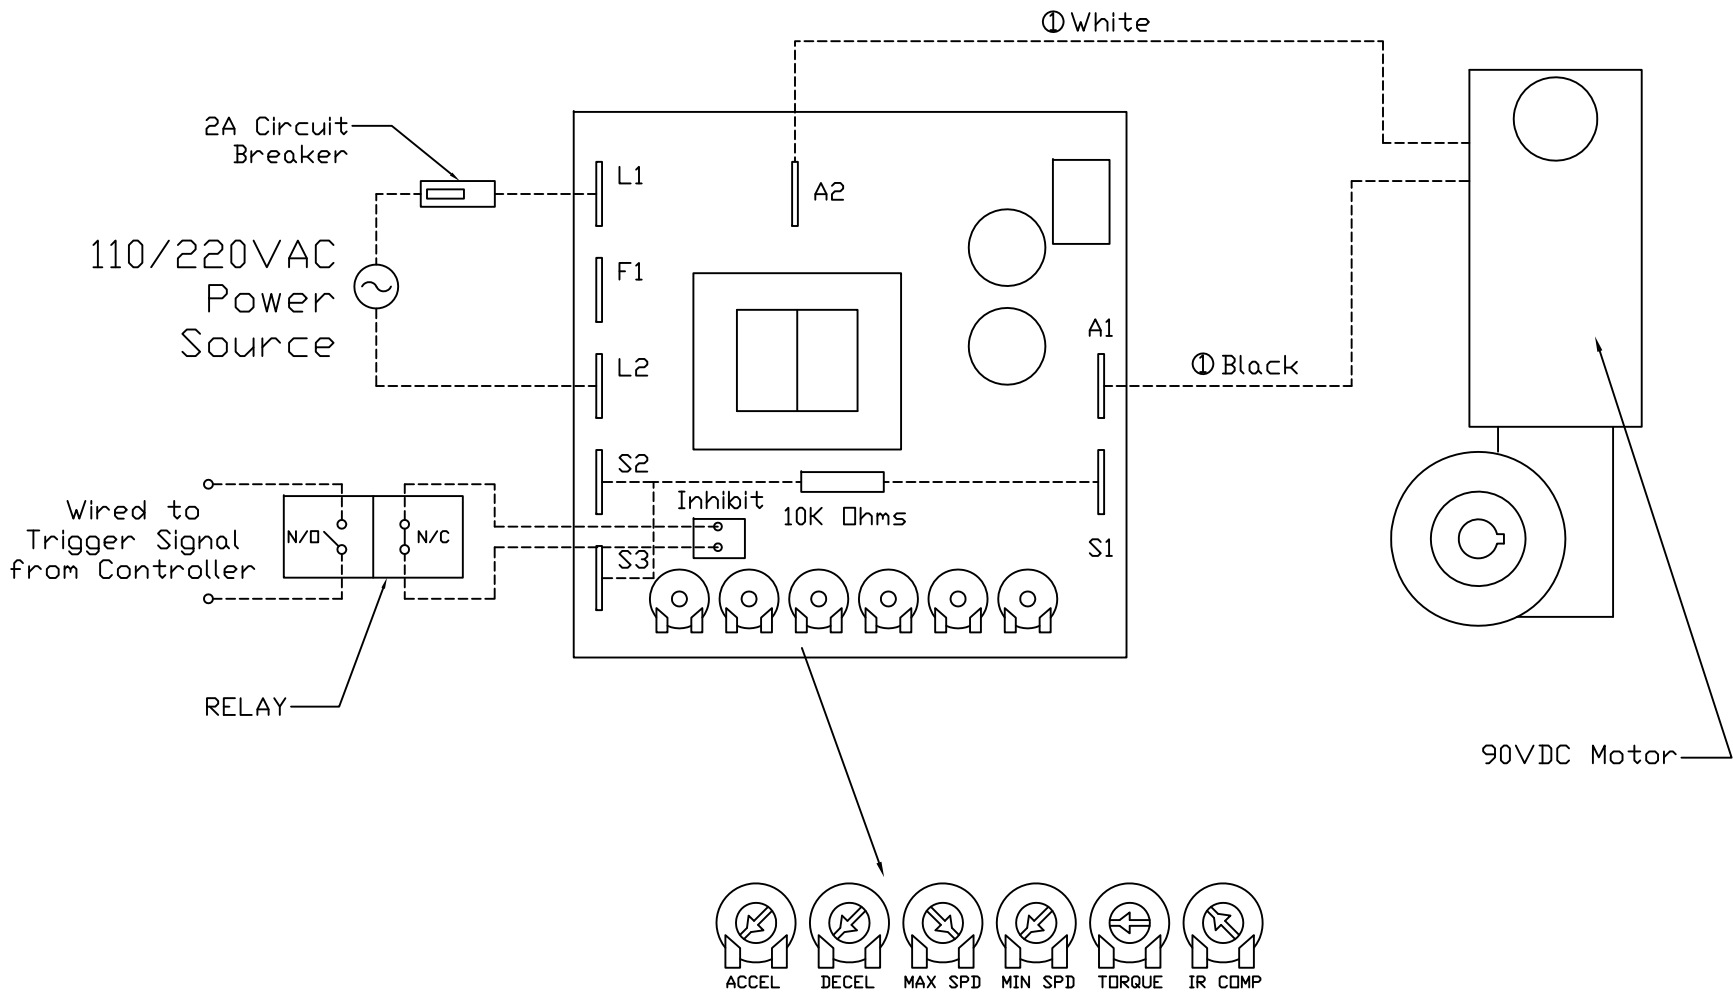 ① White
2A Circuit
Breaker
L1
A2
110/220VAC
Power
Source
F1
A1
L2
① Black
S2
Inhibit
10K Ohms
Wired to
Trigger Signal
from Controller
N/O
N/C
S1
S3
RELAY
90VDC Motor
ACCEL
DECEL
MAX SPD
MIN SPD
TORQUE
IR COMP